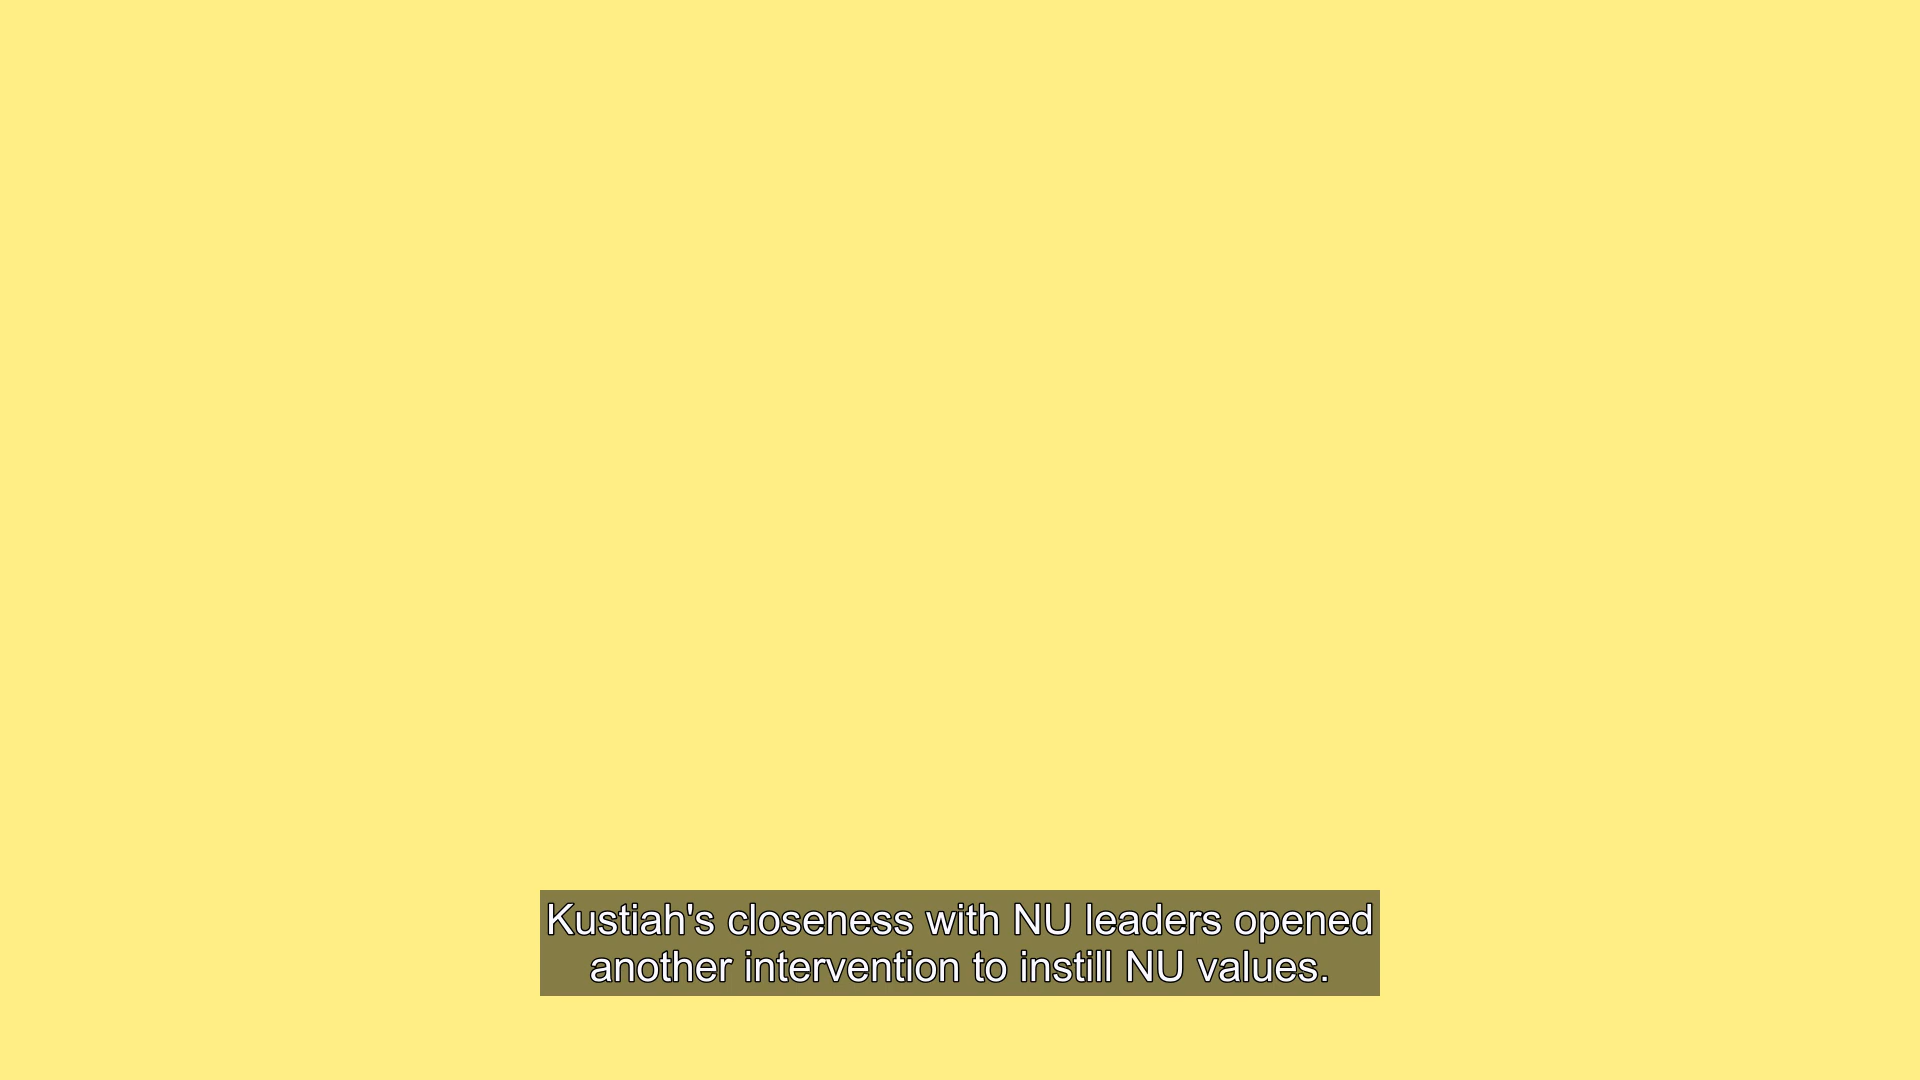 Kustiah's closeness with NU leaders opened
another intervention to instill NU values.